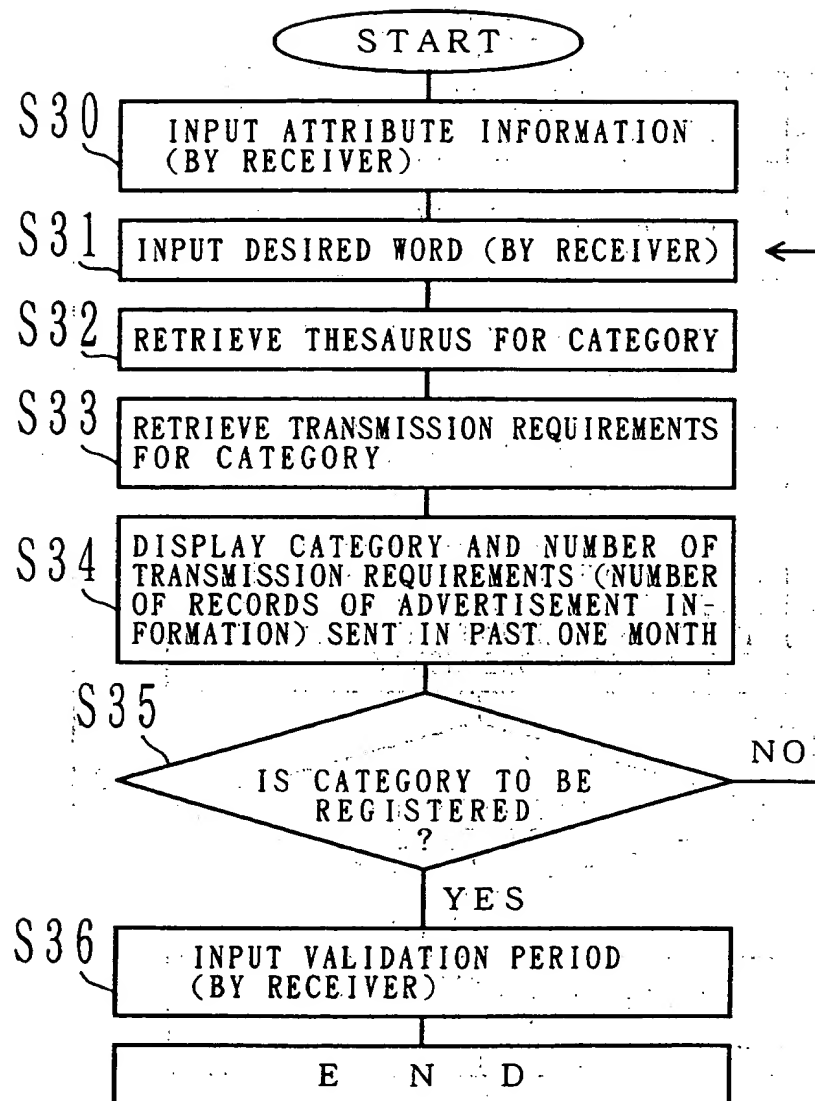 START
S30
INPUT ATTRIBUTE INFORMATION
(BY RECEIVER)
S31
INPUT DESIRED WORD (BY RECEIVER)
S32
RETRIEVE THESAURUS FOR CATEGORY
S33
RETRIEVE TRANSMISSION REQUIREMENTS
FOR CATEGORY
S34
DISPLAY CATEGORY AND NUMBER OF
TRANSMISSION REQUIREMENTS (NUMBER
OF RECORDS OF ADVERTISEMENT IN-
FORMATION) SENT IN PAST ONE MONTH
S35
IS CATEGORY TO BE
REGISTERED
?
NO
YES
S36
INPUT VALIDATION PERIOD
(BY RECEIVER)
END